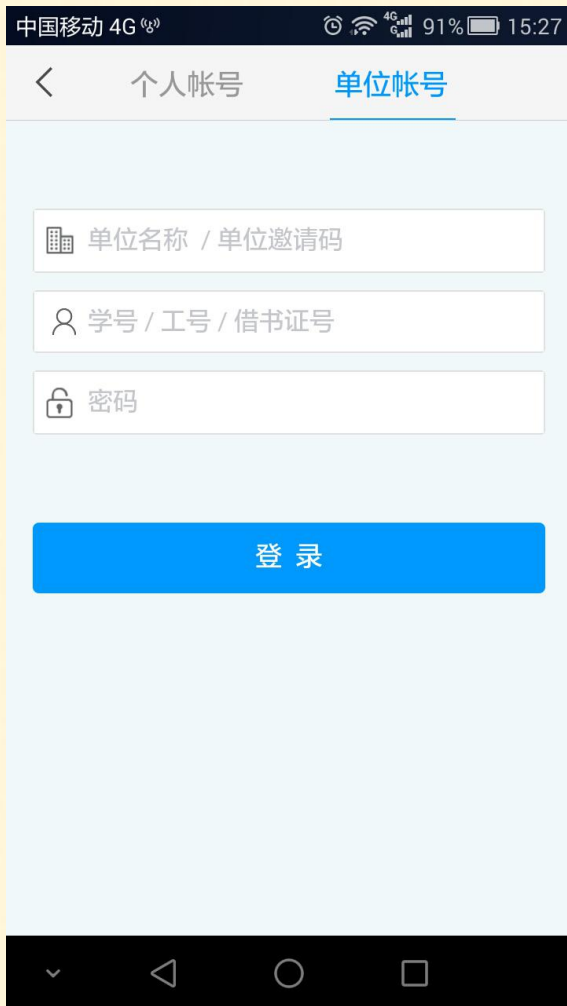 中国移动 4G 4G G 91% 15:27
个人帐号 单位帐号
单位名称 / 单位邀请码
学号 / 工号 / 借书证号
密码
登 录